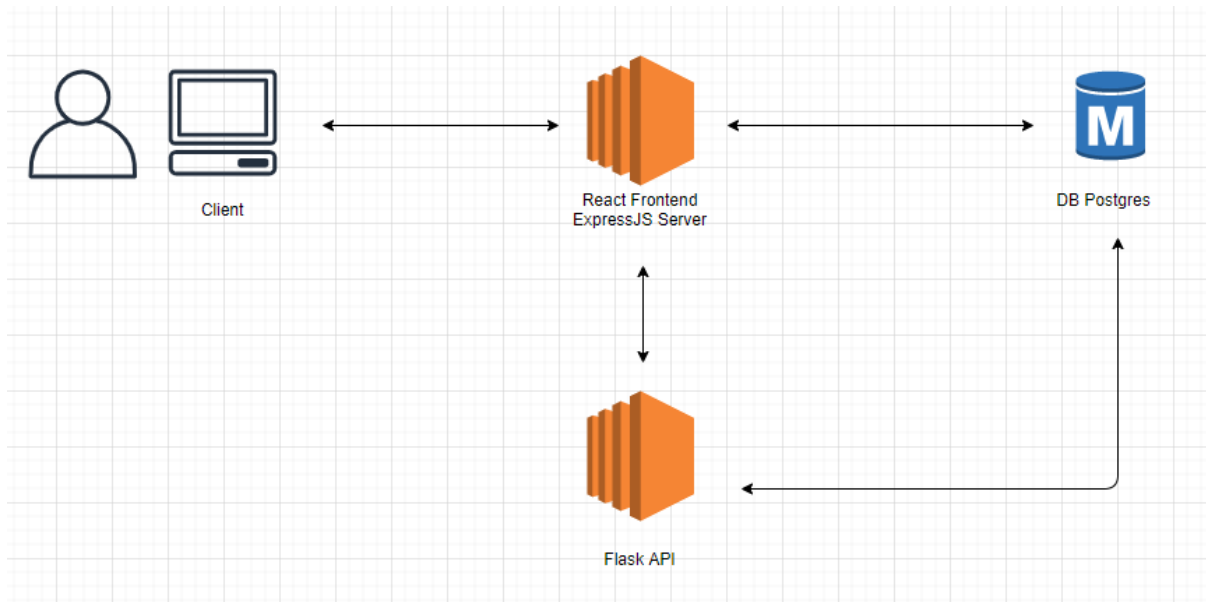 M
Client
React Frontend
ExpressJS Server
DB Postgres
Flask API